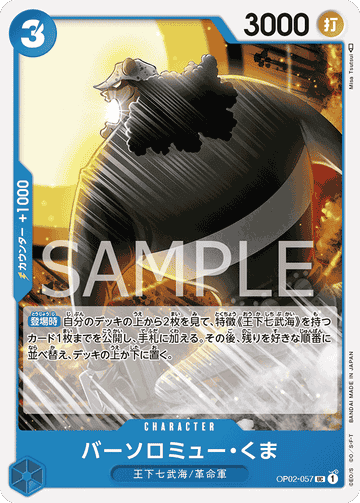 3
3000
打
Misa Tsutsui
カウンター +1000
SAMPLE
登場時 自分のデッキの上から2枚を見て、特徴《王下七武海》を持つ
カード1枚までを公開し、手札に加える。その後、残りを好きな順番に
並べ替え、デッキの上か下に置く。
CHARACTER
バーソロミュー・くま
王下七武海/革命軍
OP02-057 UC 1
BANDAI MADE IN JAPAN